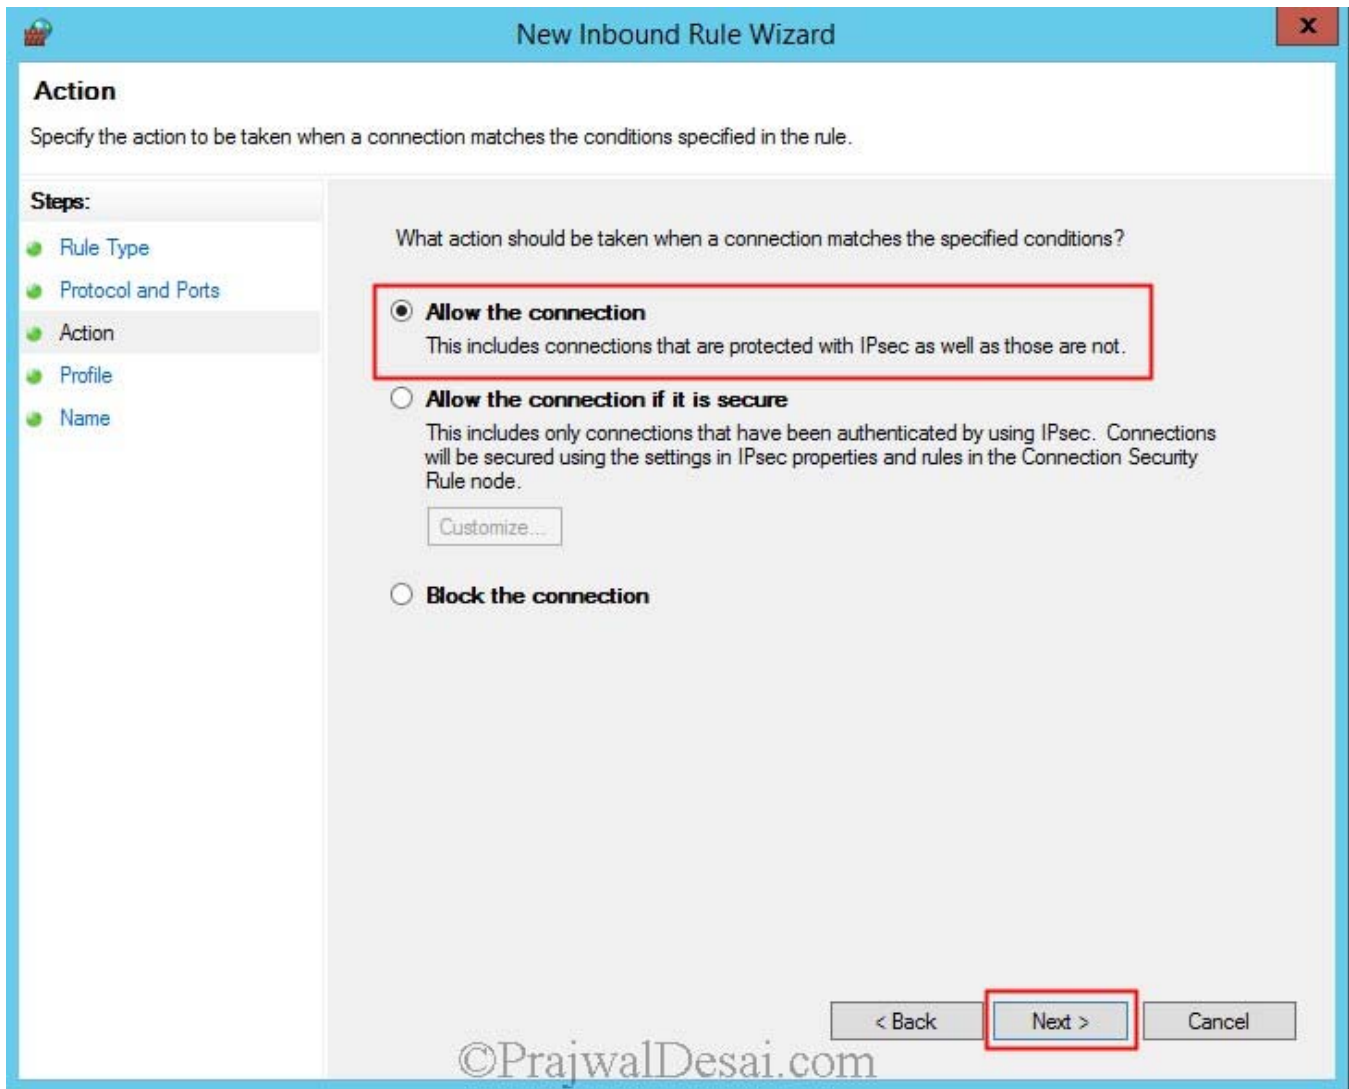 New Inbound Rule Wizard
x
Action
Specify the action to be taken when a connection matches the conditions specified in the rule.
Steps:
Rule Type
Protocol and Ports
Action
Profile
Name
What action should be taken when a connection matches the specified conditions?
Allow the connection
This includes connections that are protected with IPsec as well as those are not.
Allow the connection if it is secure
This includes only connections that have been authenticated by using IPsec.  Connections
will be secured using the settings in IPsec properties and rules in the Connection Security
Rule node.
Customize...
Block the connection
< Back
Next >
Cancel
©PrajwalDesai.com